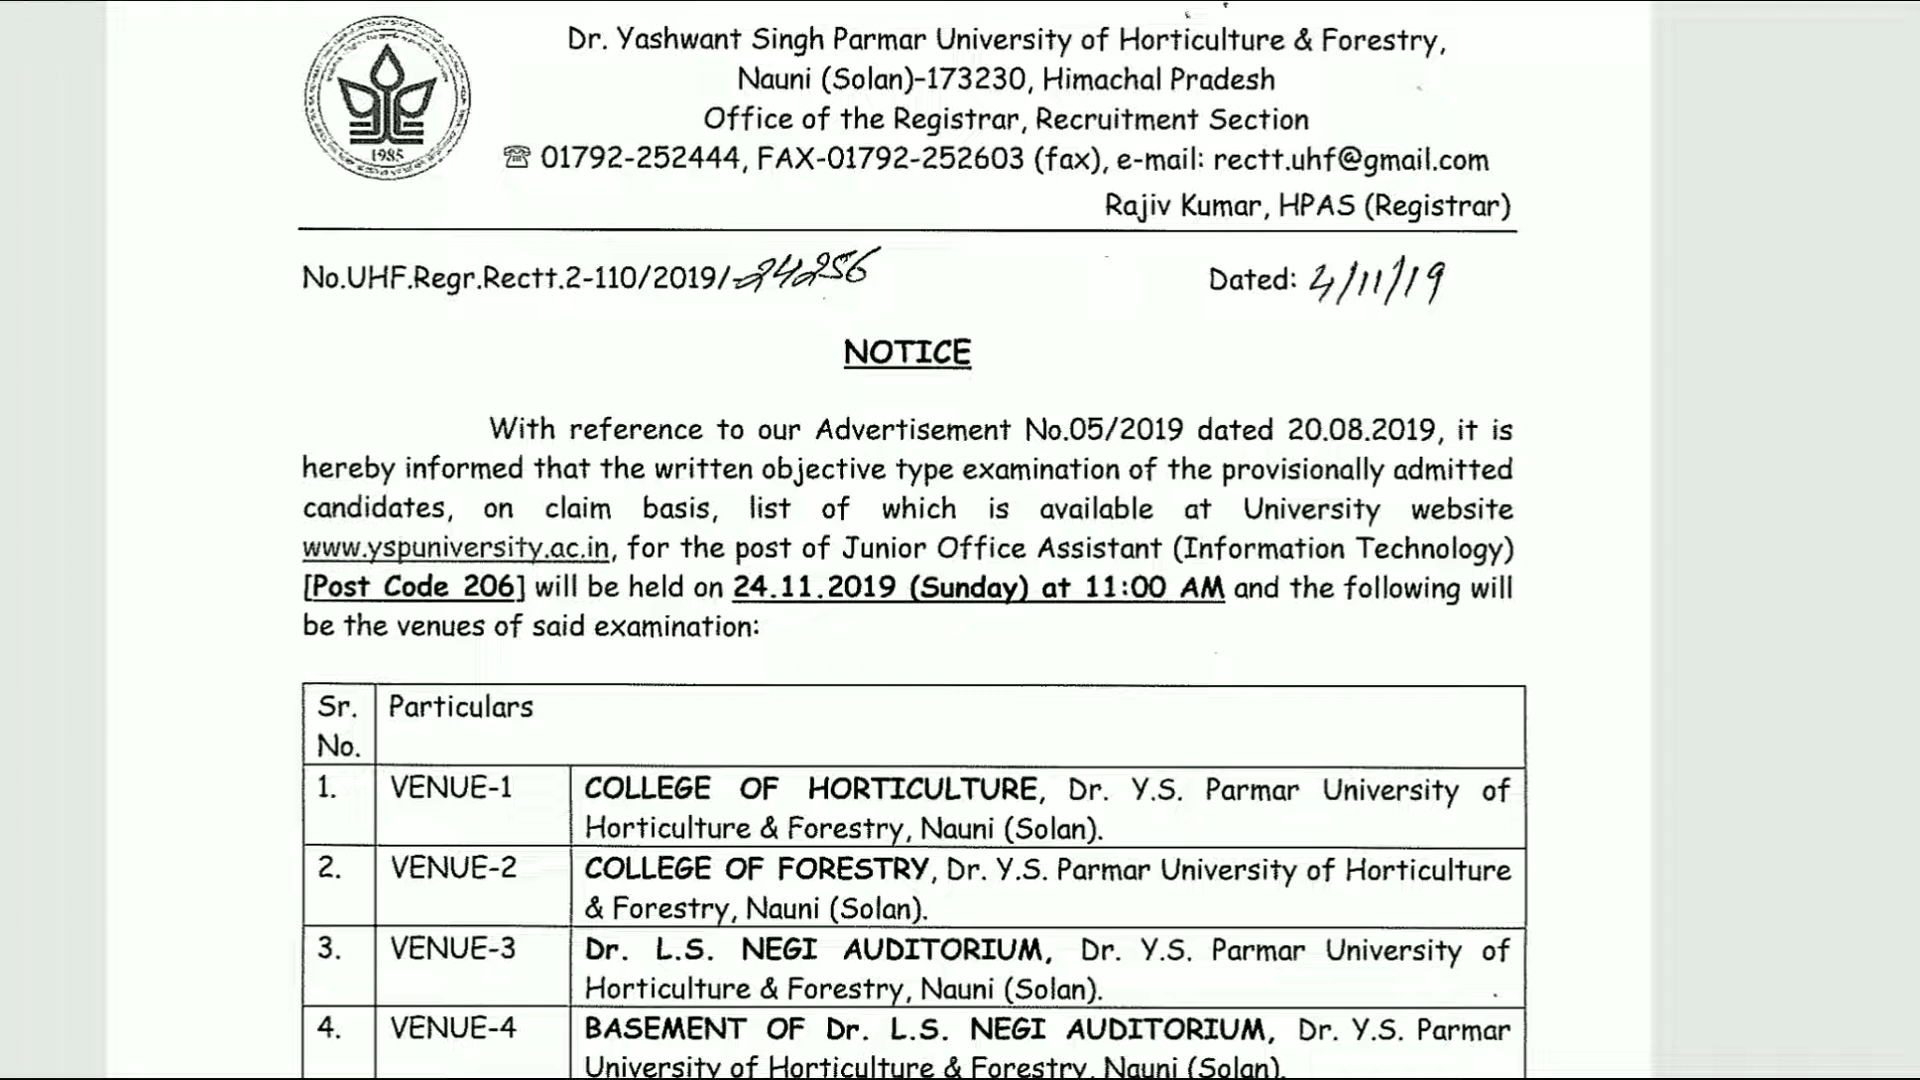 Dr. Yashwant Singh Parmar University of Horticulture & Forestry,
Nauni (Solan)-173230, Himachal Pradesh
Office of the Registrar, Recruitment Section
☏ 01792-252444, FAX-01792-252603 (fax), e-mail: rectt.uhf@gmail.com
Rajiv Kumar, HPAS (Registrar)
1985
No.UHF.Regr.Rectt.2-110/2019/-24256 Dated: 4/11/19
NOTICE
With reference to our Advertisement No.05/2019 dated 20.08.2019, it is
hereby informed that the written objective type examination of the provisionally admitted
candidates, on claim basis, list of which is available at University website
www.yspuniversity.ac.in, for the post of Junior Office Assistant (Information Technology)
[Post Code 206] will be held on 24.11.2019 (Sunday) at 11:00 AM and the following will
be the venues of said examination:
Sr. Particulars
No.
1. VENUE-1 COLLEGE OF HORTICULTURE, Dr. Y.S. Parmar University of
Horticulture & Forestry, Nauni (Solan).
2. VENUE-2 COLLEGE OF FORESTRY, Dr. Y.S. Parmar University of Horticulture
& Forestry, Nauni (Solan).
3. VENUE-3 Dr. L.S. NEGI AUDITORIUM, Dr. Y.S. Parmar University of
Horticulture & Forestry, Nauni (Solan).
4. VENUE-4 BASEMENT OF Dr. L.S. NEGI AUDITORIUM, Dr. Y.S. Parmar
University of Horticulture & Forestry, Nauni (Solan).